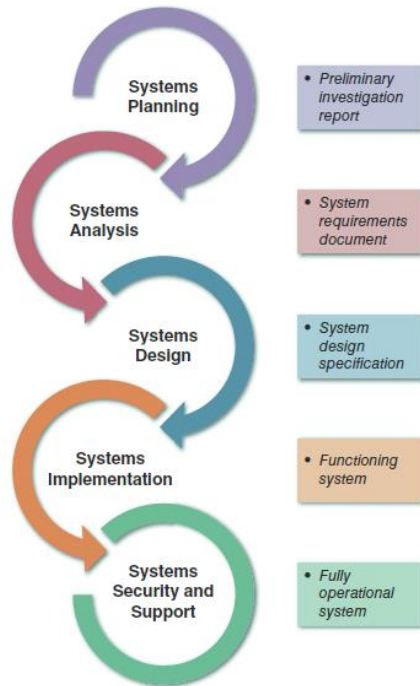 Systems
Planning
• Preliminary
investigation
report
Systems
Analysis
• System
requirements
document
Systems
Design
• System
design
specification
Systems
Implementation
• Functioning
system
Systems
Security and
Support
• Fully
operational
system